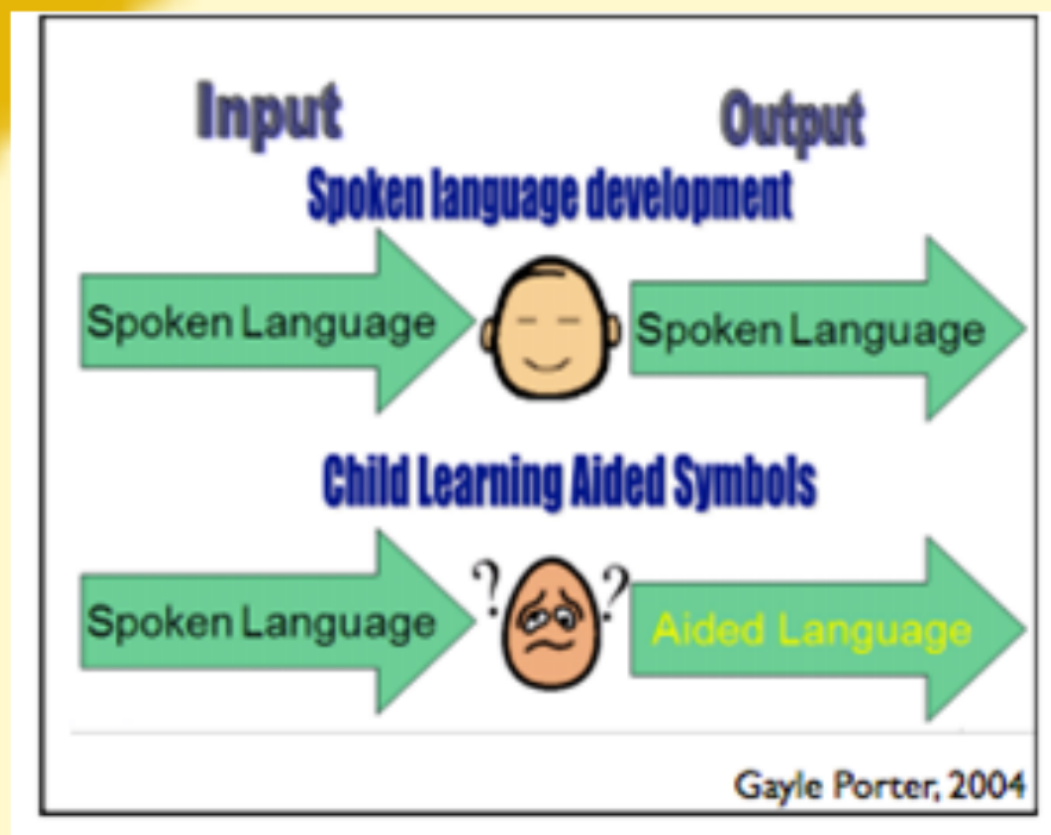 Input Output
Spoken language development
Spoken Language Spoken Language
Child Learning Aided Symbols
? ?
Spoken Language Aided Language
Gayle Porter, 2004